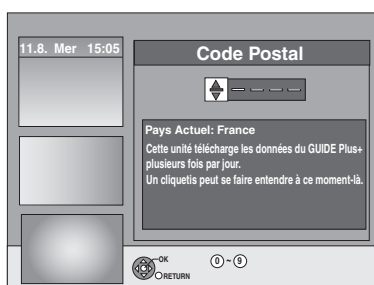 11.8. Mer 15:05
Code Postal
Pays Actuel: France
Cette unité télécharge les données du GUIDE Plus+
plusieurs fois par jour.
Un cliquetis peut se faire entendre à ce moment-là.
OK
RETURN
0 ~ 9